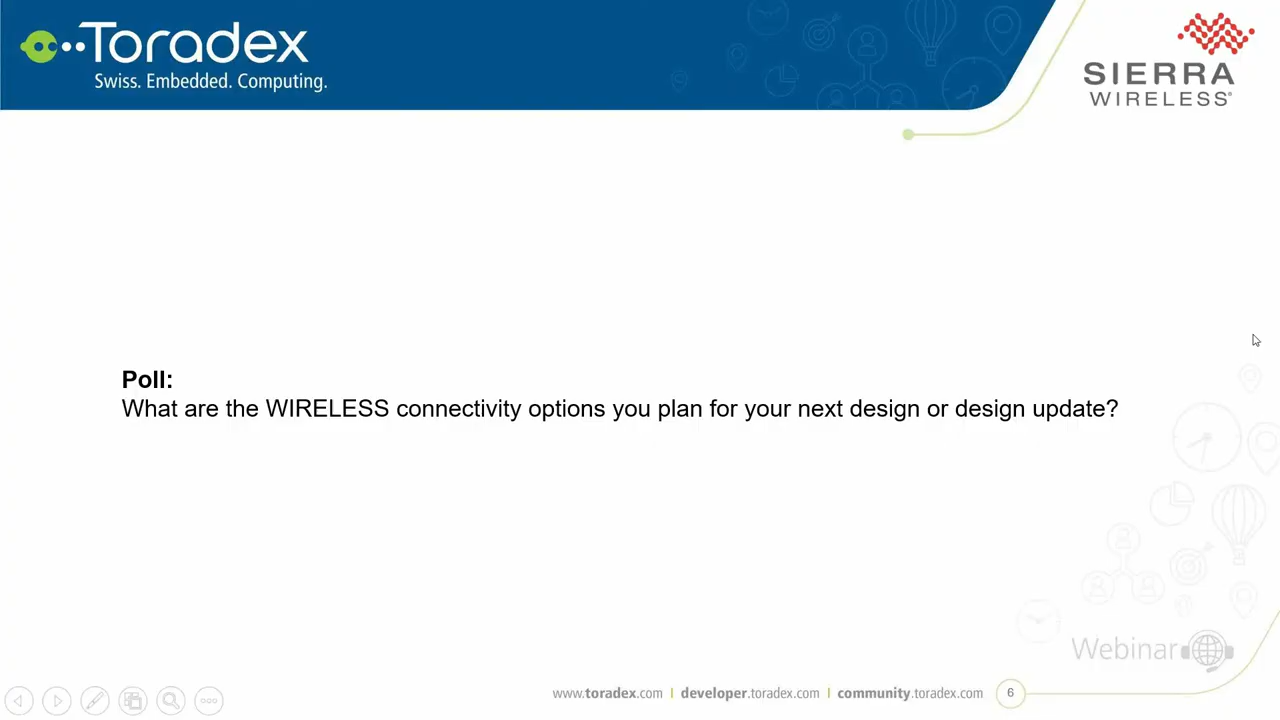 Toradex
Swiss. Embedded. Computing.
SIERRA
WIRELESS®
Poll:
What are the WIRELESS connectivity options you plan for your next design or design update?
Webinar
www.toradex.com | developer.toradex.com | community.toradex.com
6